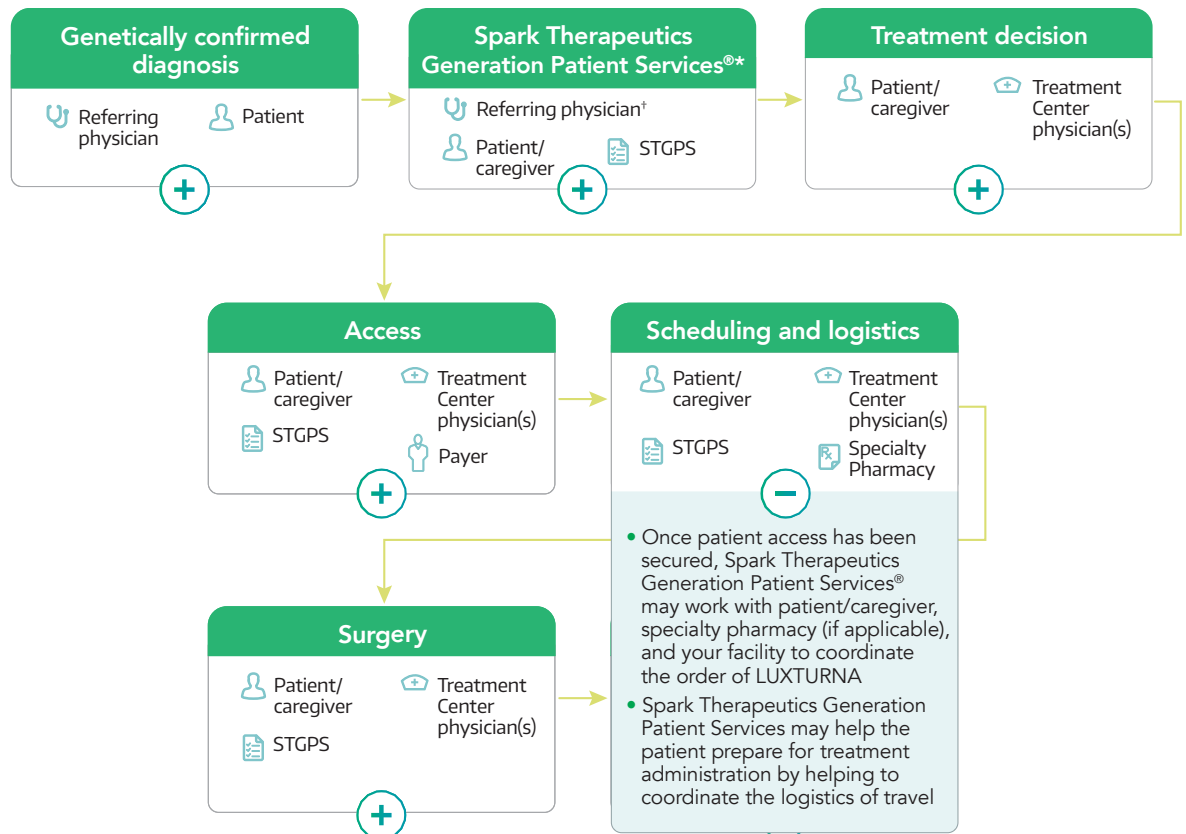 Genetically confirmed
diagnosis
Referring
physician
Patient
Spark Therapeutics
Generation Patient Services®*
Referring physician†
Patient/
caregiver
STGPS
Treatment decision
Patient/
caregiver
Treatment
Center
physician(s)
Access
Patient/
caregiver
Treatment
Center
physician(s)
STGPS
Payer
Scheduling and logistics
Patient/
caregiver
Treatment
Center
physician(s)
STGPS
Specialty
Pharmacy
• Once patient access has been
secured, Spark Therapeutics
Generation Patient Services®
may work with patient/caregiver,
specialty pharmacy (if applicable),
and your facility to coordinate
the order of LUXTURNA
• Spark Therapeutics Generation
Patient Services may help the
patient prepare for treatment
administration by helping to
coordinate the logistics of travel
Surgery
Patient/
caregiver
Treatment
Center
physician(s)
STGPS